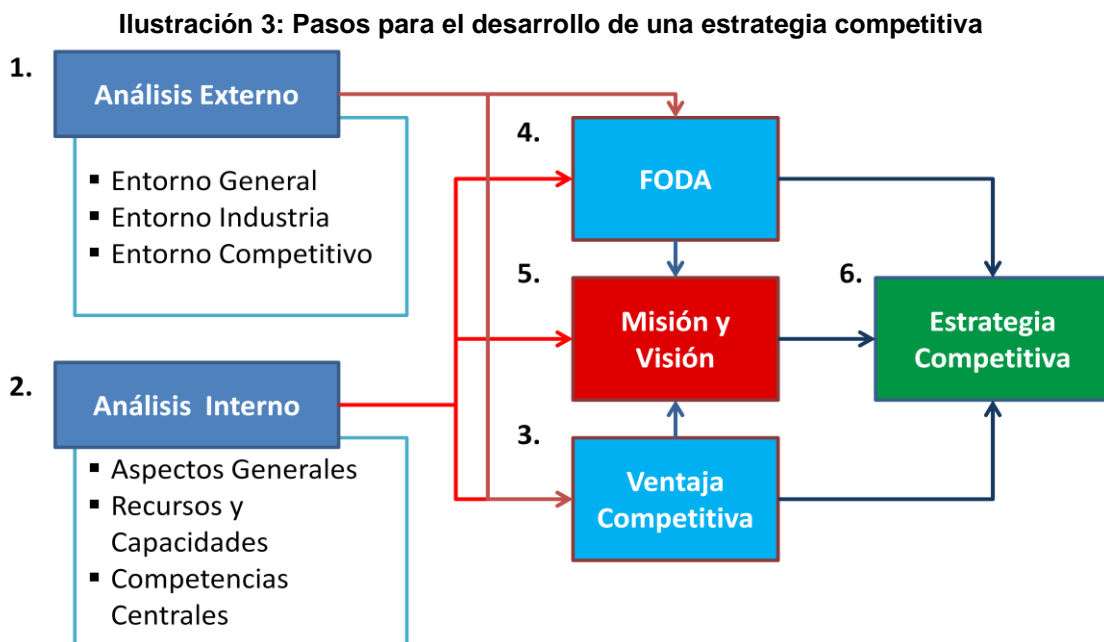 Ilustración 3: Pasos para el desarrollo de una estrategia competitiva
1.
Análisis Externo
▪ Entorno General
▪ Entorno Industria
▪ Entorno Competitivo
2.
Análisis Interno
▪ Aspectos Generales
▪ Recursos y
Capacidades
▪ Competencias
Centrales
4.
FODA
5.
Misión y
Visión
3.
Ventaja
Competitiva
6.
Estrategia
Competitiva